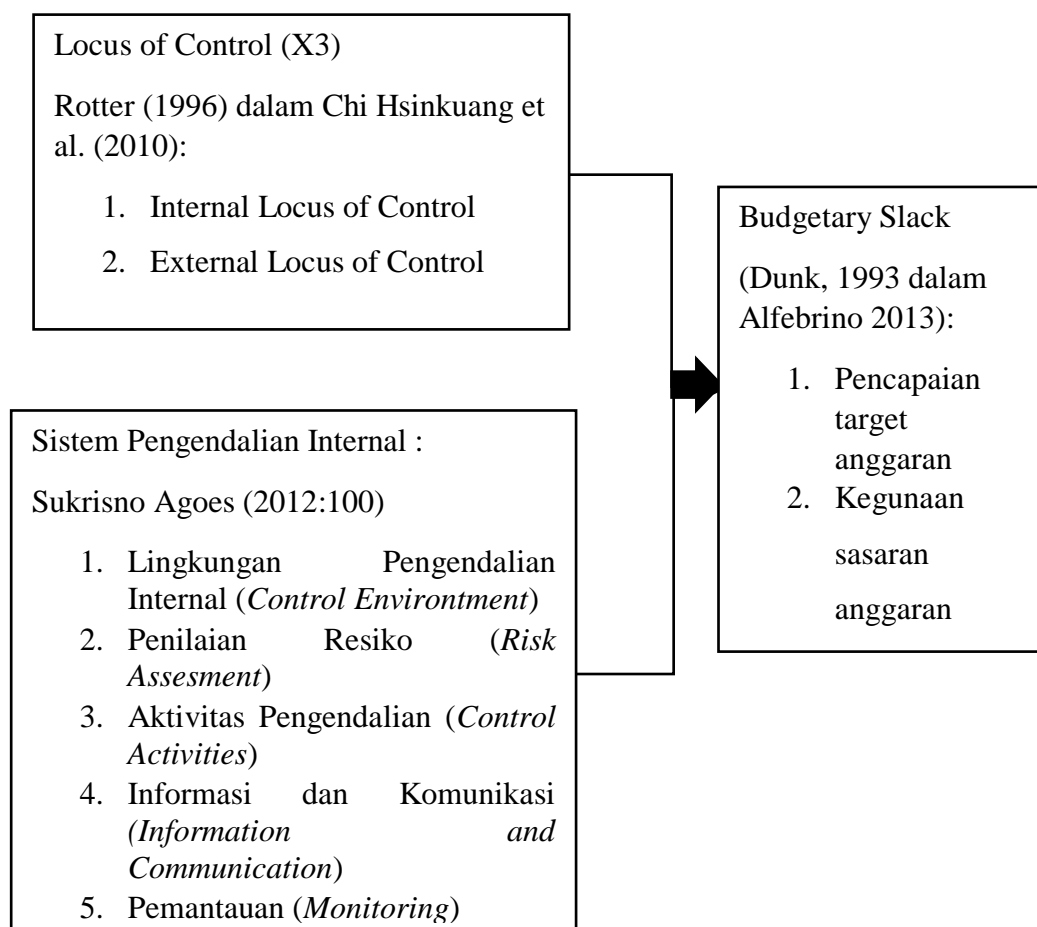 Locus of Control (X3)
Rotter (1996) dalam Chi Hsinkuang et
al. (2010):
1. Internal Locus of Control
2. External Locus of Control
Budgetary Slack
(Dunk, 1993 dalam
Alfebrino 2013):
1. Pencapaian
target
anggaran
2. Kegunaan
sasaran
anggaran
Sistem Pengendalian Internal :
Sukrisno Agoes (2012:100)
1. Lingkungan Pengendalian
Internal (Control Environtment)
2. Penilaian Resiko (Risk
Assesment)
3. Aktivitas Pengendalian (Control
Activities)
4. Informasi dan Komunikasi
(Information and
Communication)
5. Pemantauan (Monitoring)